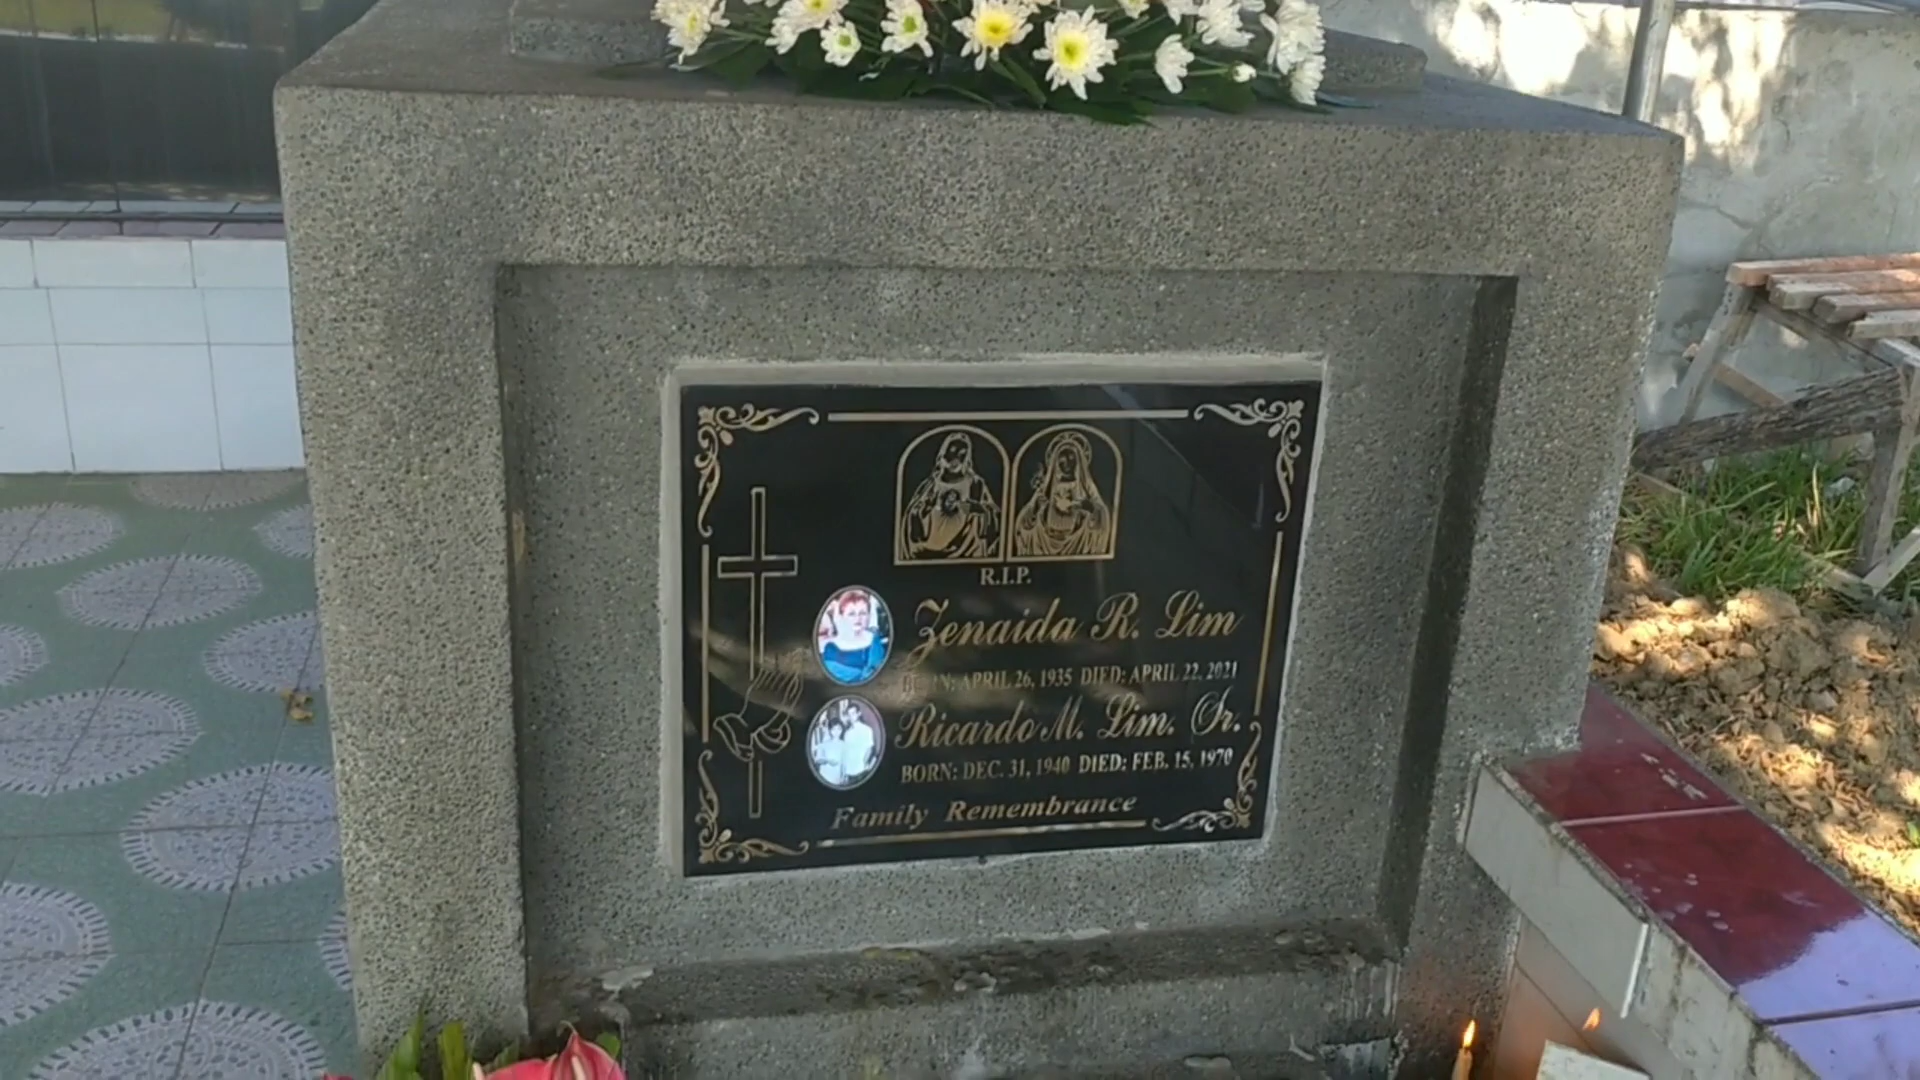 R.I.P.
Zenaida R. Lim
BORN: APRIL 26, 1935 DIED: APRIL 22, 2021
Ricardo M. Lim. Sr.
BORN: DEC. 31, 1940 DIED: FEB. 15, 1970
Family Remembrance